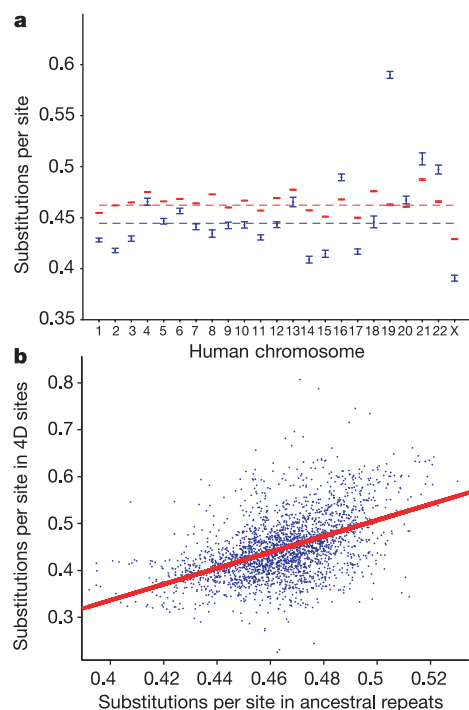 a
Substitutions per site
0.6
0.55
0.5
0.45
0.4
0.35
1 2 3 4 5 6 7 8 9 10 11 12 13 14 15 16 17 18 19 20 21 22 X
Human chromosome
b
Substitutions per site in 4D sites
0.8
0.7
0.6
0.5
0.4
0.3
0.4 0.42 0.44 0.46 0.48 0.5 0.52
Substitutions per site in ancestral repeats